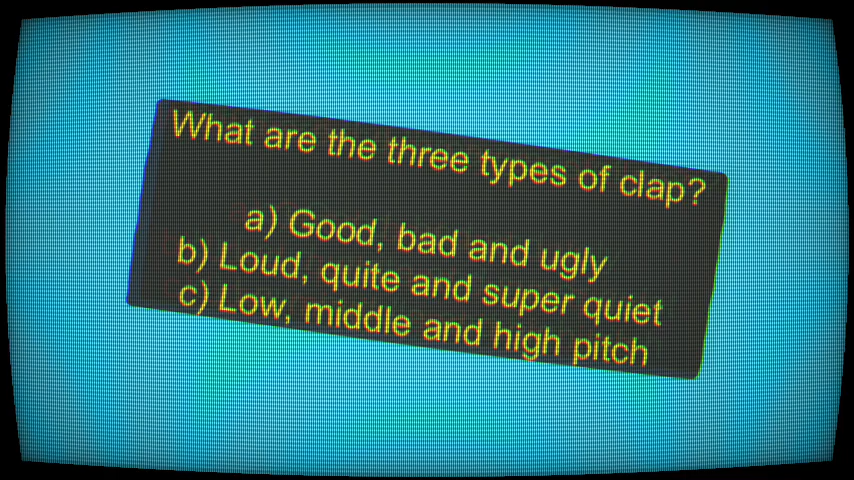 What are the three types of clap?
a) Good, bad and ugly
b) Loud, quite and super quiet
c) Low, middle and high pitch